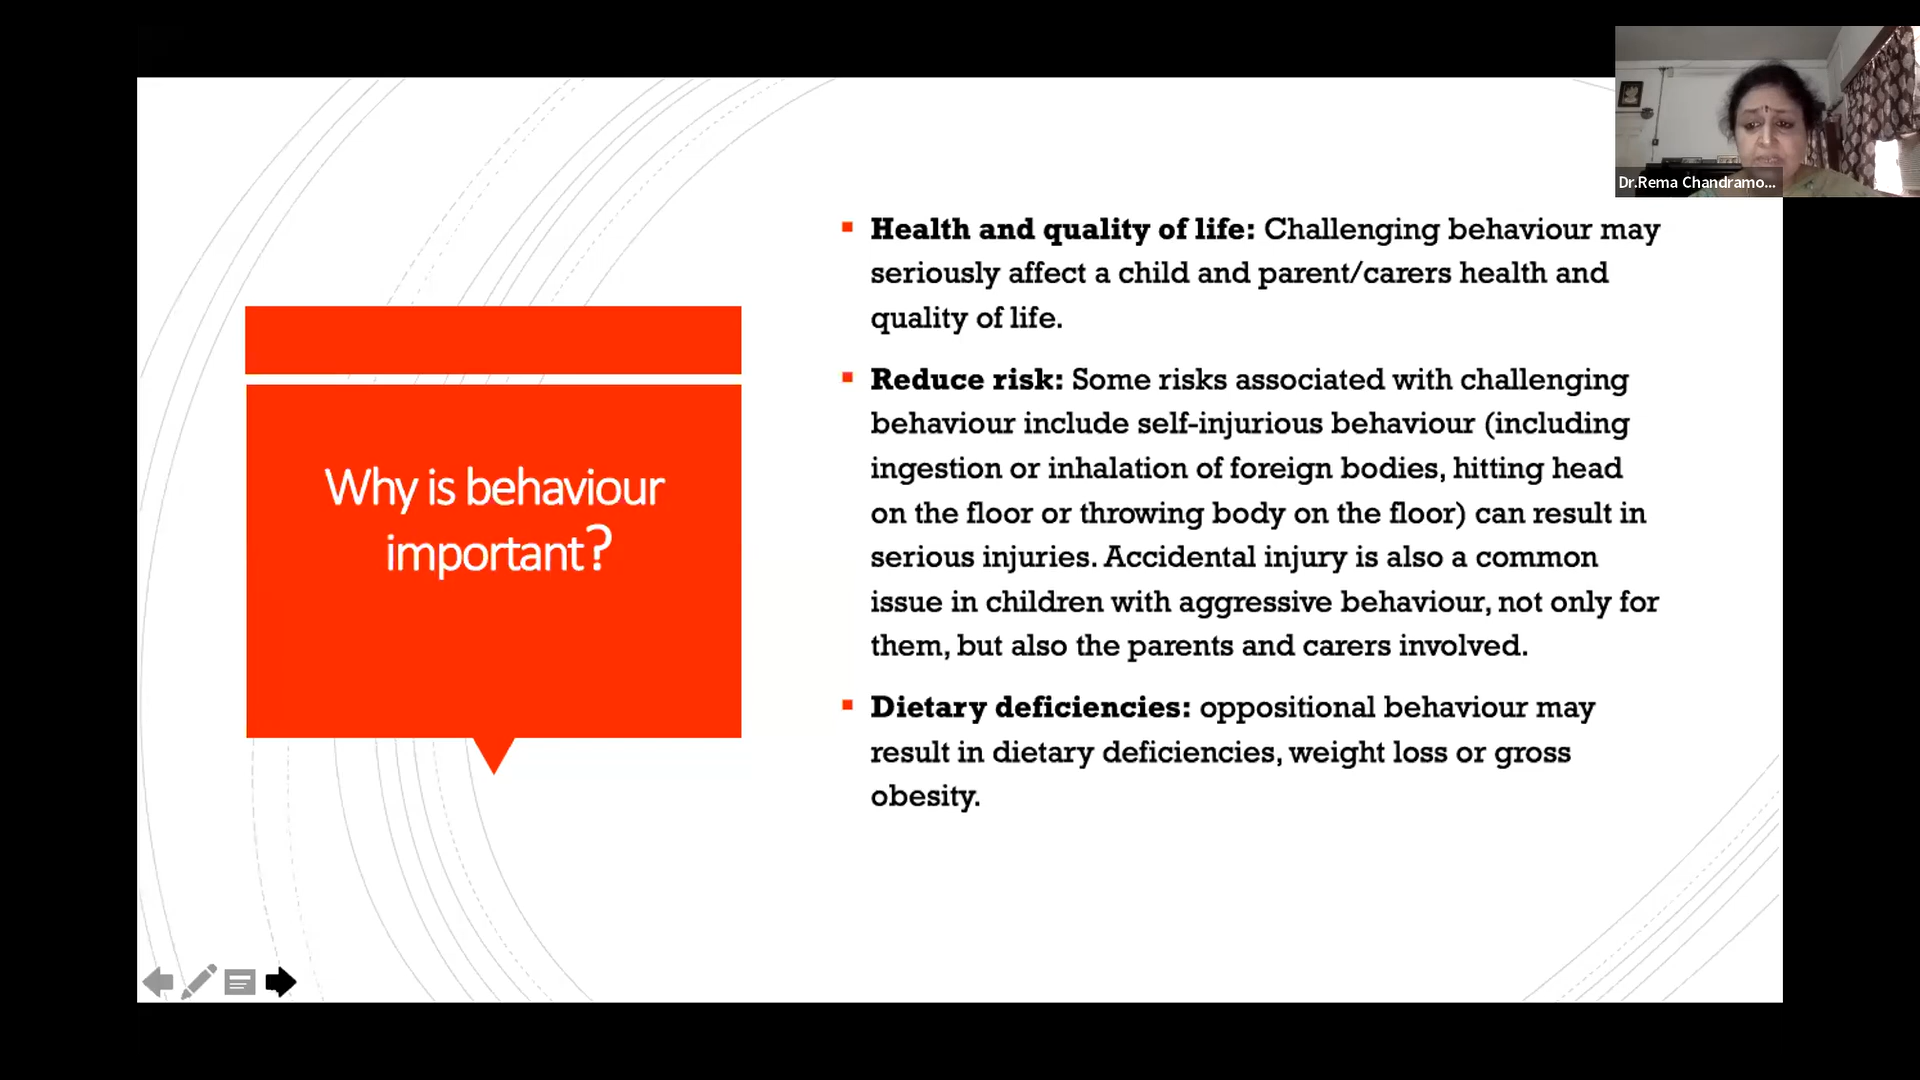 Dr.Rema Chandramo...
Why is behaviour
important?
Health and quality of life: Challenging behaviour may
seriously affect a child and parent/carers health and
quality of life.
Reduce risk: Some risks associated with challenging
behaviour include self-injurious behaviour (including
ingestion or inhalation of foreign bodies, hitting head
on the floor or throwing body on the floor) can result in
serious injuries. Accidental injury is also a common
issue in children with aggressive behaviour, not only for
them, but also the parents and carers involved.
Dietary deficiencies: oppositional behaviour may
result in dietary deficiencies, weight loss or gross
obesity.